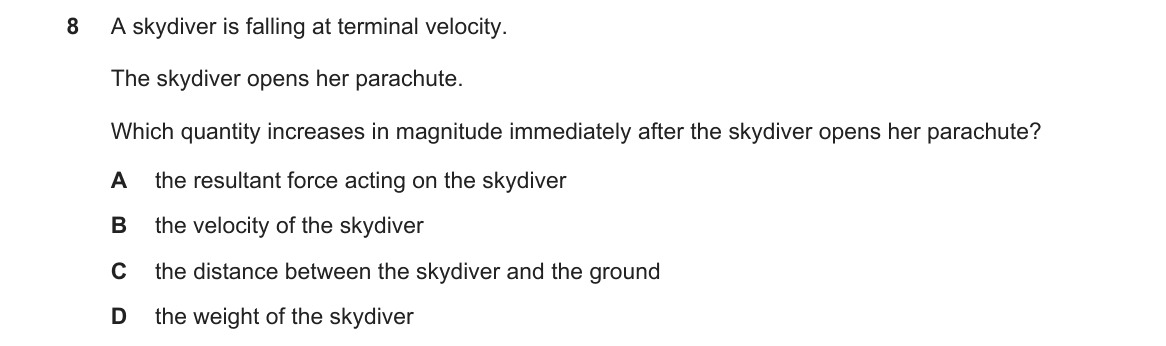 8 A skydiver is falling at terminal velocity.
The skydiver opens her parachute.
Which quantity increases in magnitude immediately after the skydiver opens her parachute?
A the resultant force acting on the skydiver
B the velocity of the skydiver
C the distance between the skydiver and the ground
D the weight of the skydiver